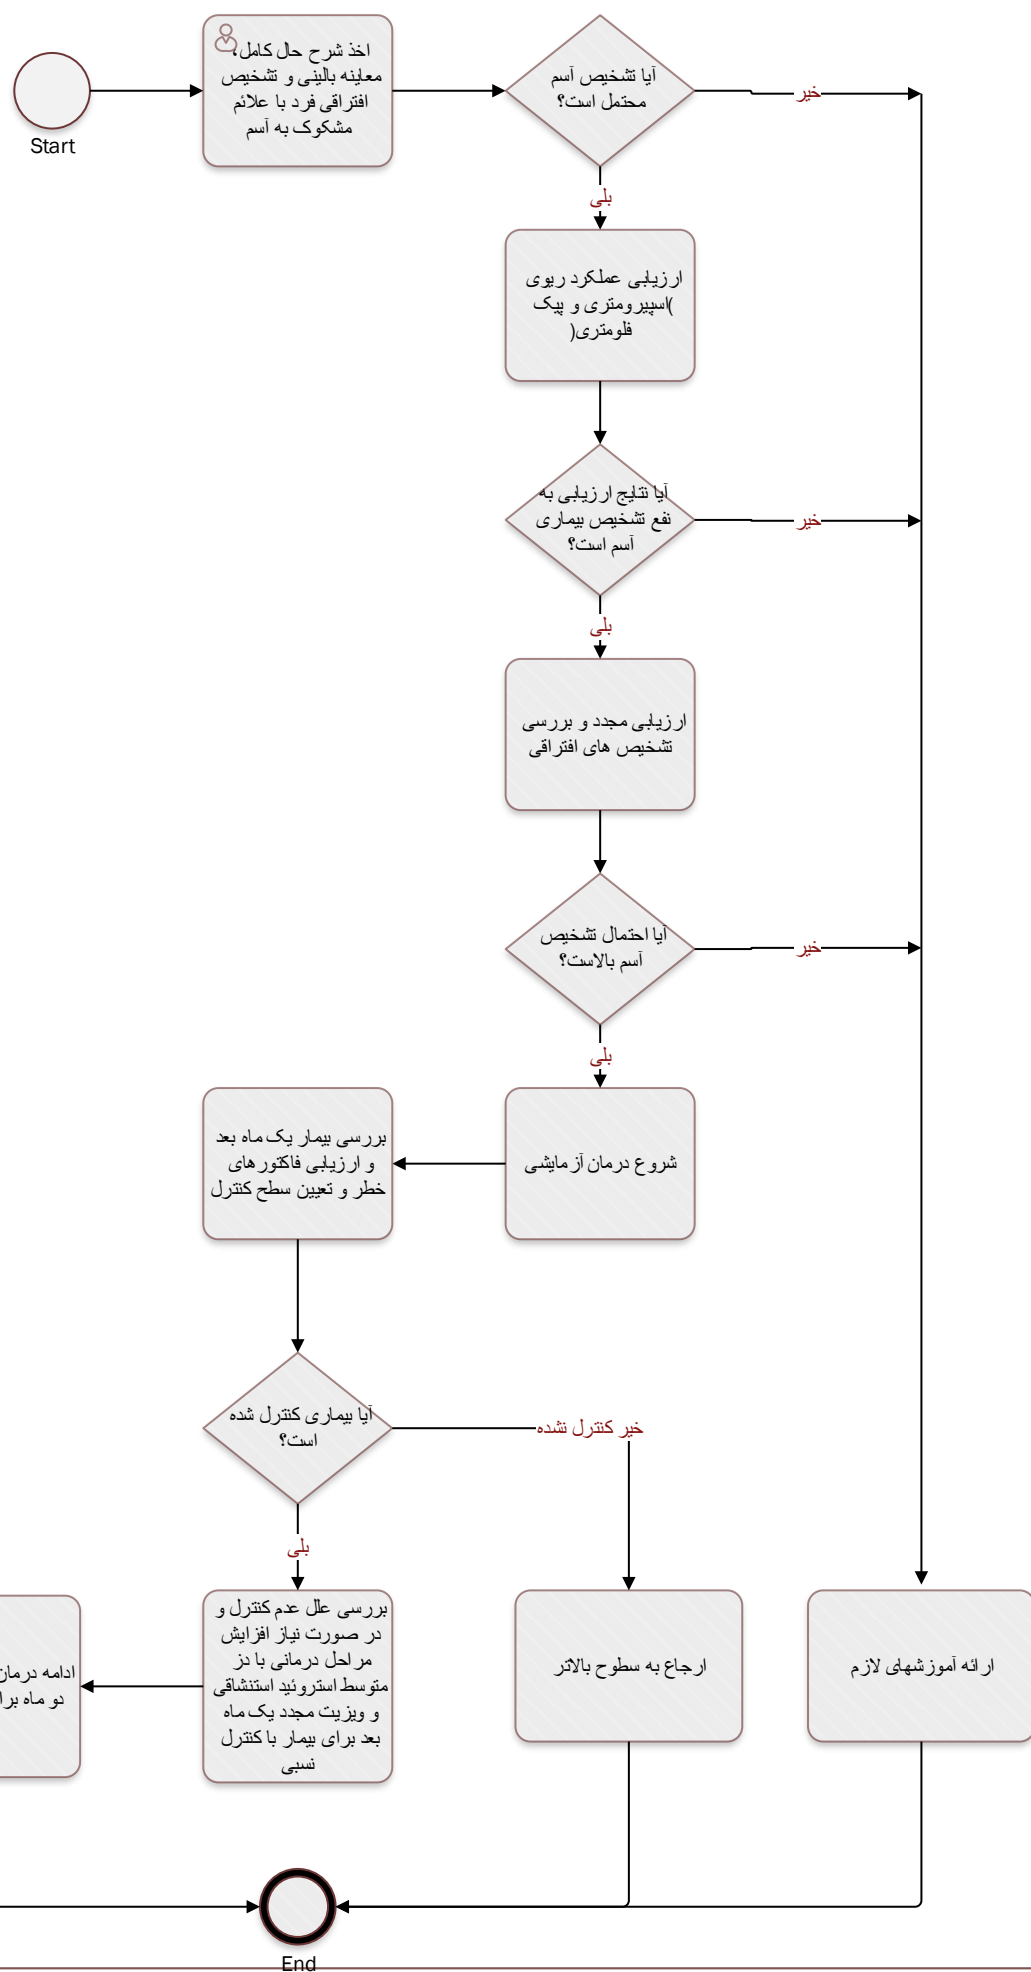 Start
اخذ شرح حال کامل،
معاینه بالینی و تشخیص
افتراقی فرد با علائم
مشکوک به آسم
آیا تشخیص آسم
محتمل است؟
خیر
بلی
ارزیابی عملکرد ریوی
)اسپیرومتری و پیک
فلومتری(
آیا نتایج ارزیابی به
نفع تشخیص بیماری
آسم است؟
خیر
بلی
ارزیابی مجدد و بررسی
تشخیص های افتراقی
آیا احتمال تشخیص
آسم بالاست؟
خیر
بلی
شروع درمان آزمایشی
بررسی بیمار یک ماه بعد
و ارزیابی فاکتورهای
خطر و تعیین سطح کنترل
آیا بیماری کنترل شده
است؟
خیر کنترل نشده
بلی
ارائه آموزشهای لازم
ارجاع به سطوح بالاتر
بررسی علل عدم کنترل و
در صورت نیاز افزایش
مراحل درمانی با دز
متوسط استروئید استنشاقی
و ویزیت مجدد یک ماه
بعد برای بیمار با کنترل
نسبی
ادامه درمان
دو ماه
End